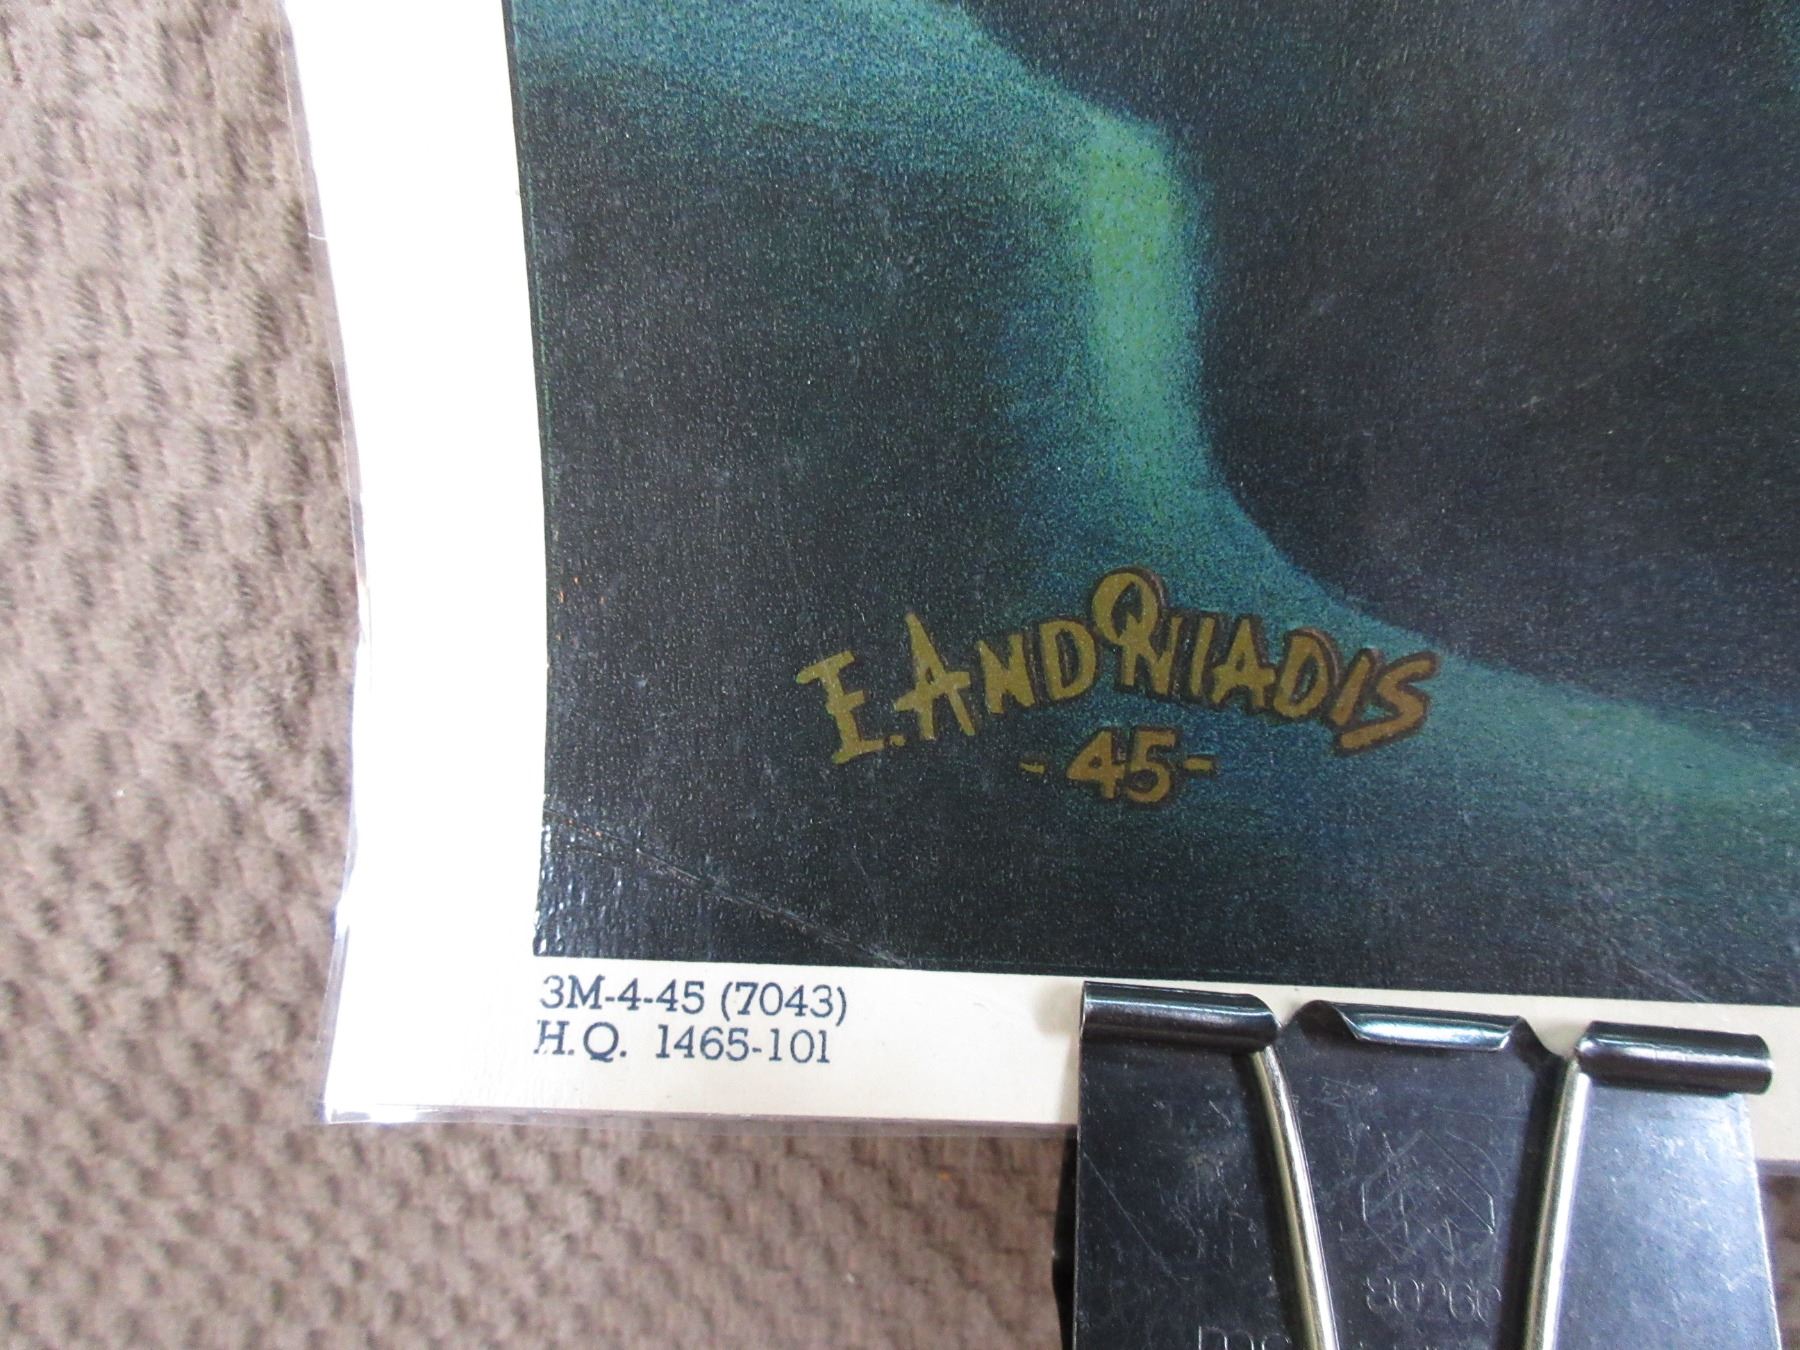 E. ANDRIADIS
-45-
3M-4-45 (7043)
H.Q. 1465-101